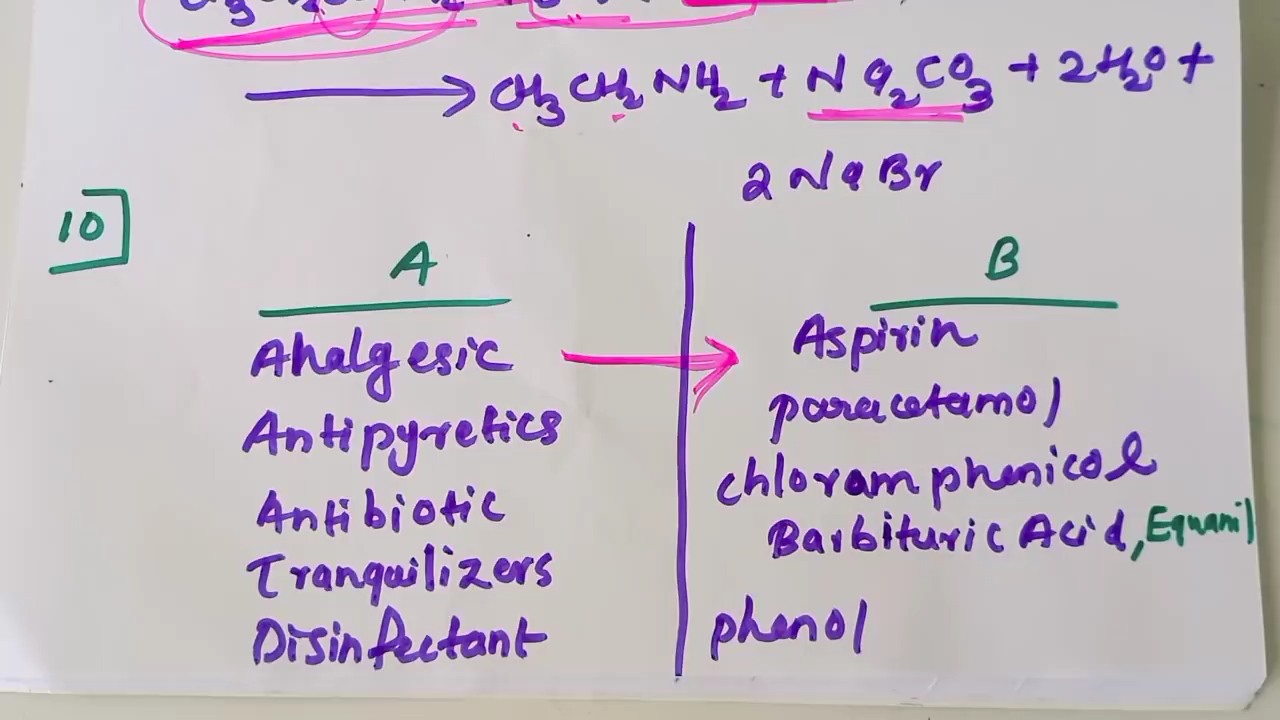 → CH₃CH₂NH₂ + Na₂CO₃ + 2H₂O +
2NaBr
10
A B
Analgesic → Aspirin
Antipyretics paracetamol
Antibiotic chloramphenicol
Tranquilizers Barbituric Acid, Equanil
Disinfectant phenol